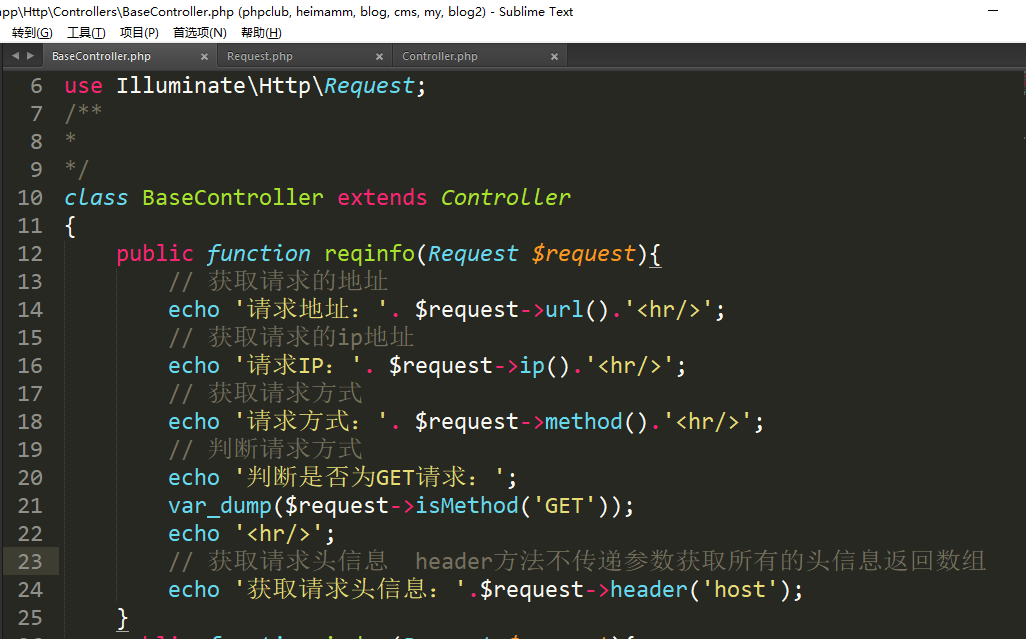 app\Http\Controllers\BaseController.php (phpclub, heimamm, blog, cms, my, blog2) - Sublime Text
转到(G) 工具(T) 项目(P) 首选项(N) 帮助(H)
BaseController.php × Request.php × Controller.php ×
6 use Illuminate\Http\Request;
7 /**
8 *
9 */
10 class BaseController extends Controller
11 {
12 public function reqinfo(Request $request){
13 // 获取请求的地址
14 echo '请求地址：'. $request->url().'<hr/>';
15 // 获取请求的ip地址
16 echo '请求IP：'. $request->ip().'<hr/>';
17 // 获取请求方式
18 echo '请求方式：'. $request->method().'<hr/>';
19 // 判断请求方式
20 echo '判断是否为GET请求：';
21 var_dump($request->isMethod('GET'));
22 echo '<hr/>';
23 // 获取请求头信息 header方法不传递参数获取所有的头信息返回数组
24 echo '获取请求头信息：'.$request->header('host');
25 }